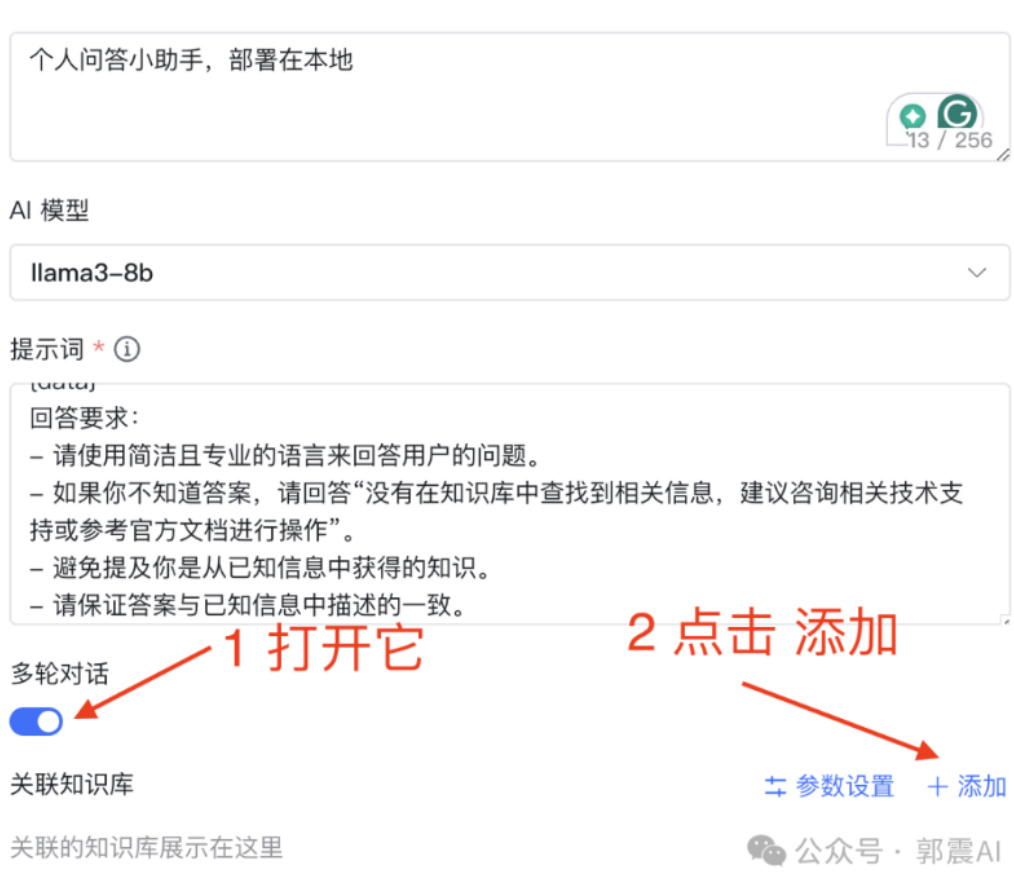 个人问答小助手，部署在本地
13 / 256
AI 模型
llama3-8b
提示词 *
{data}
回答要求：
- 请使用简洁且专业的语言来回答用户的问题。
- 如果你不知道答案，请回答“没有在知识库中查找到相关信息，建议咨询相关技术支
持或参考官方文档进行操作”。
- 避免提及你是从已知信息中获得的知识。
- 请保证答案与已知信息中描述的一致。
1 打开它
2 点击 添加
多轮对话
关联知识库
参数设置
+ 添加
关联的知识库展示在这里
公众号 · 郭震AI